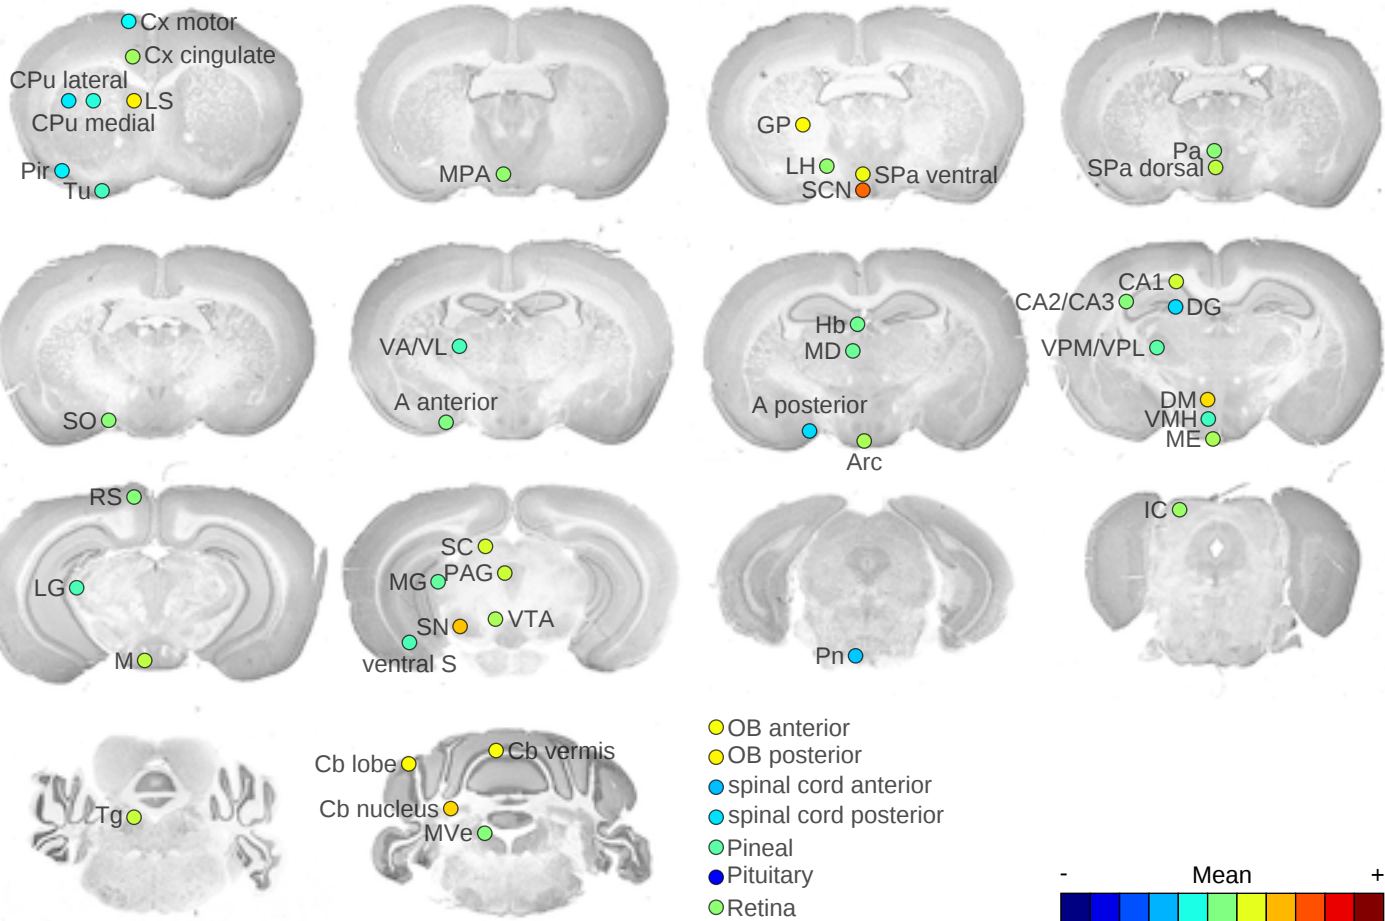 Cx motor
Cx cingulate
CPu lateral
LS
CPu medial
Pir
Tu
MPA
GP
LH
SPa ventral
SCN
Pa
SPa dorsal
SO
VA/VL
A anterior
Hb
MD
A posterior
Arc
CA1
CA2/CA3
DG
VPM/VPL
DM
VMH
ME
RS
LG
M
SC
MG
PAG
SN
VTA
ventral S
Pn
IC
Tg
Cb lobe
Cb vermis
Cb nucleus
MVe
OB anterior
OB posterior
spinal cord anterior
spinal cord posterior
Pineal
Pituitary
Retina
- Mean +